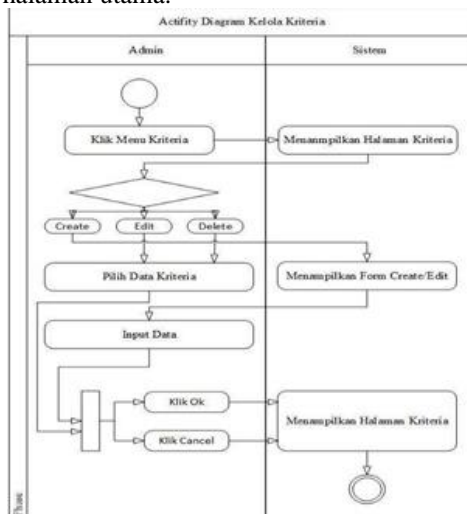 halaman utama.
Actifity Diagram Kelola Kriteria
Admin
Sistem
Klik Menu Kriteria
Menanmpilkan Halaman Kriteria
Create
Edit
Delete
Pilih Data Kriteria
Menampilkan Form Create/Edit
Input Data
Klik Ok
Klik Cancel
Menampilkan Halaman Kriteria
Phase